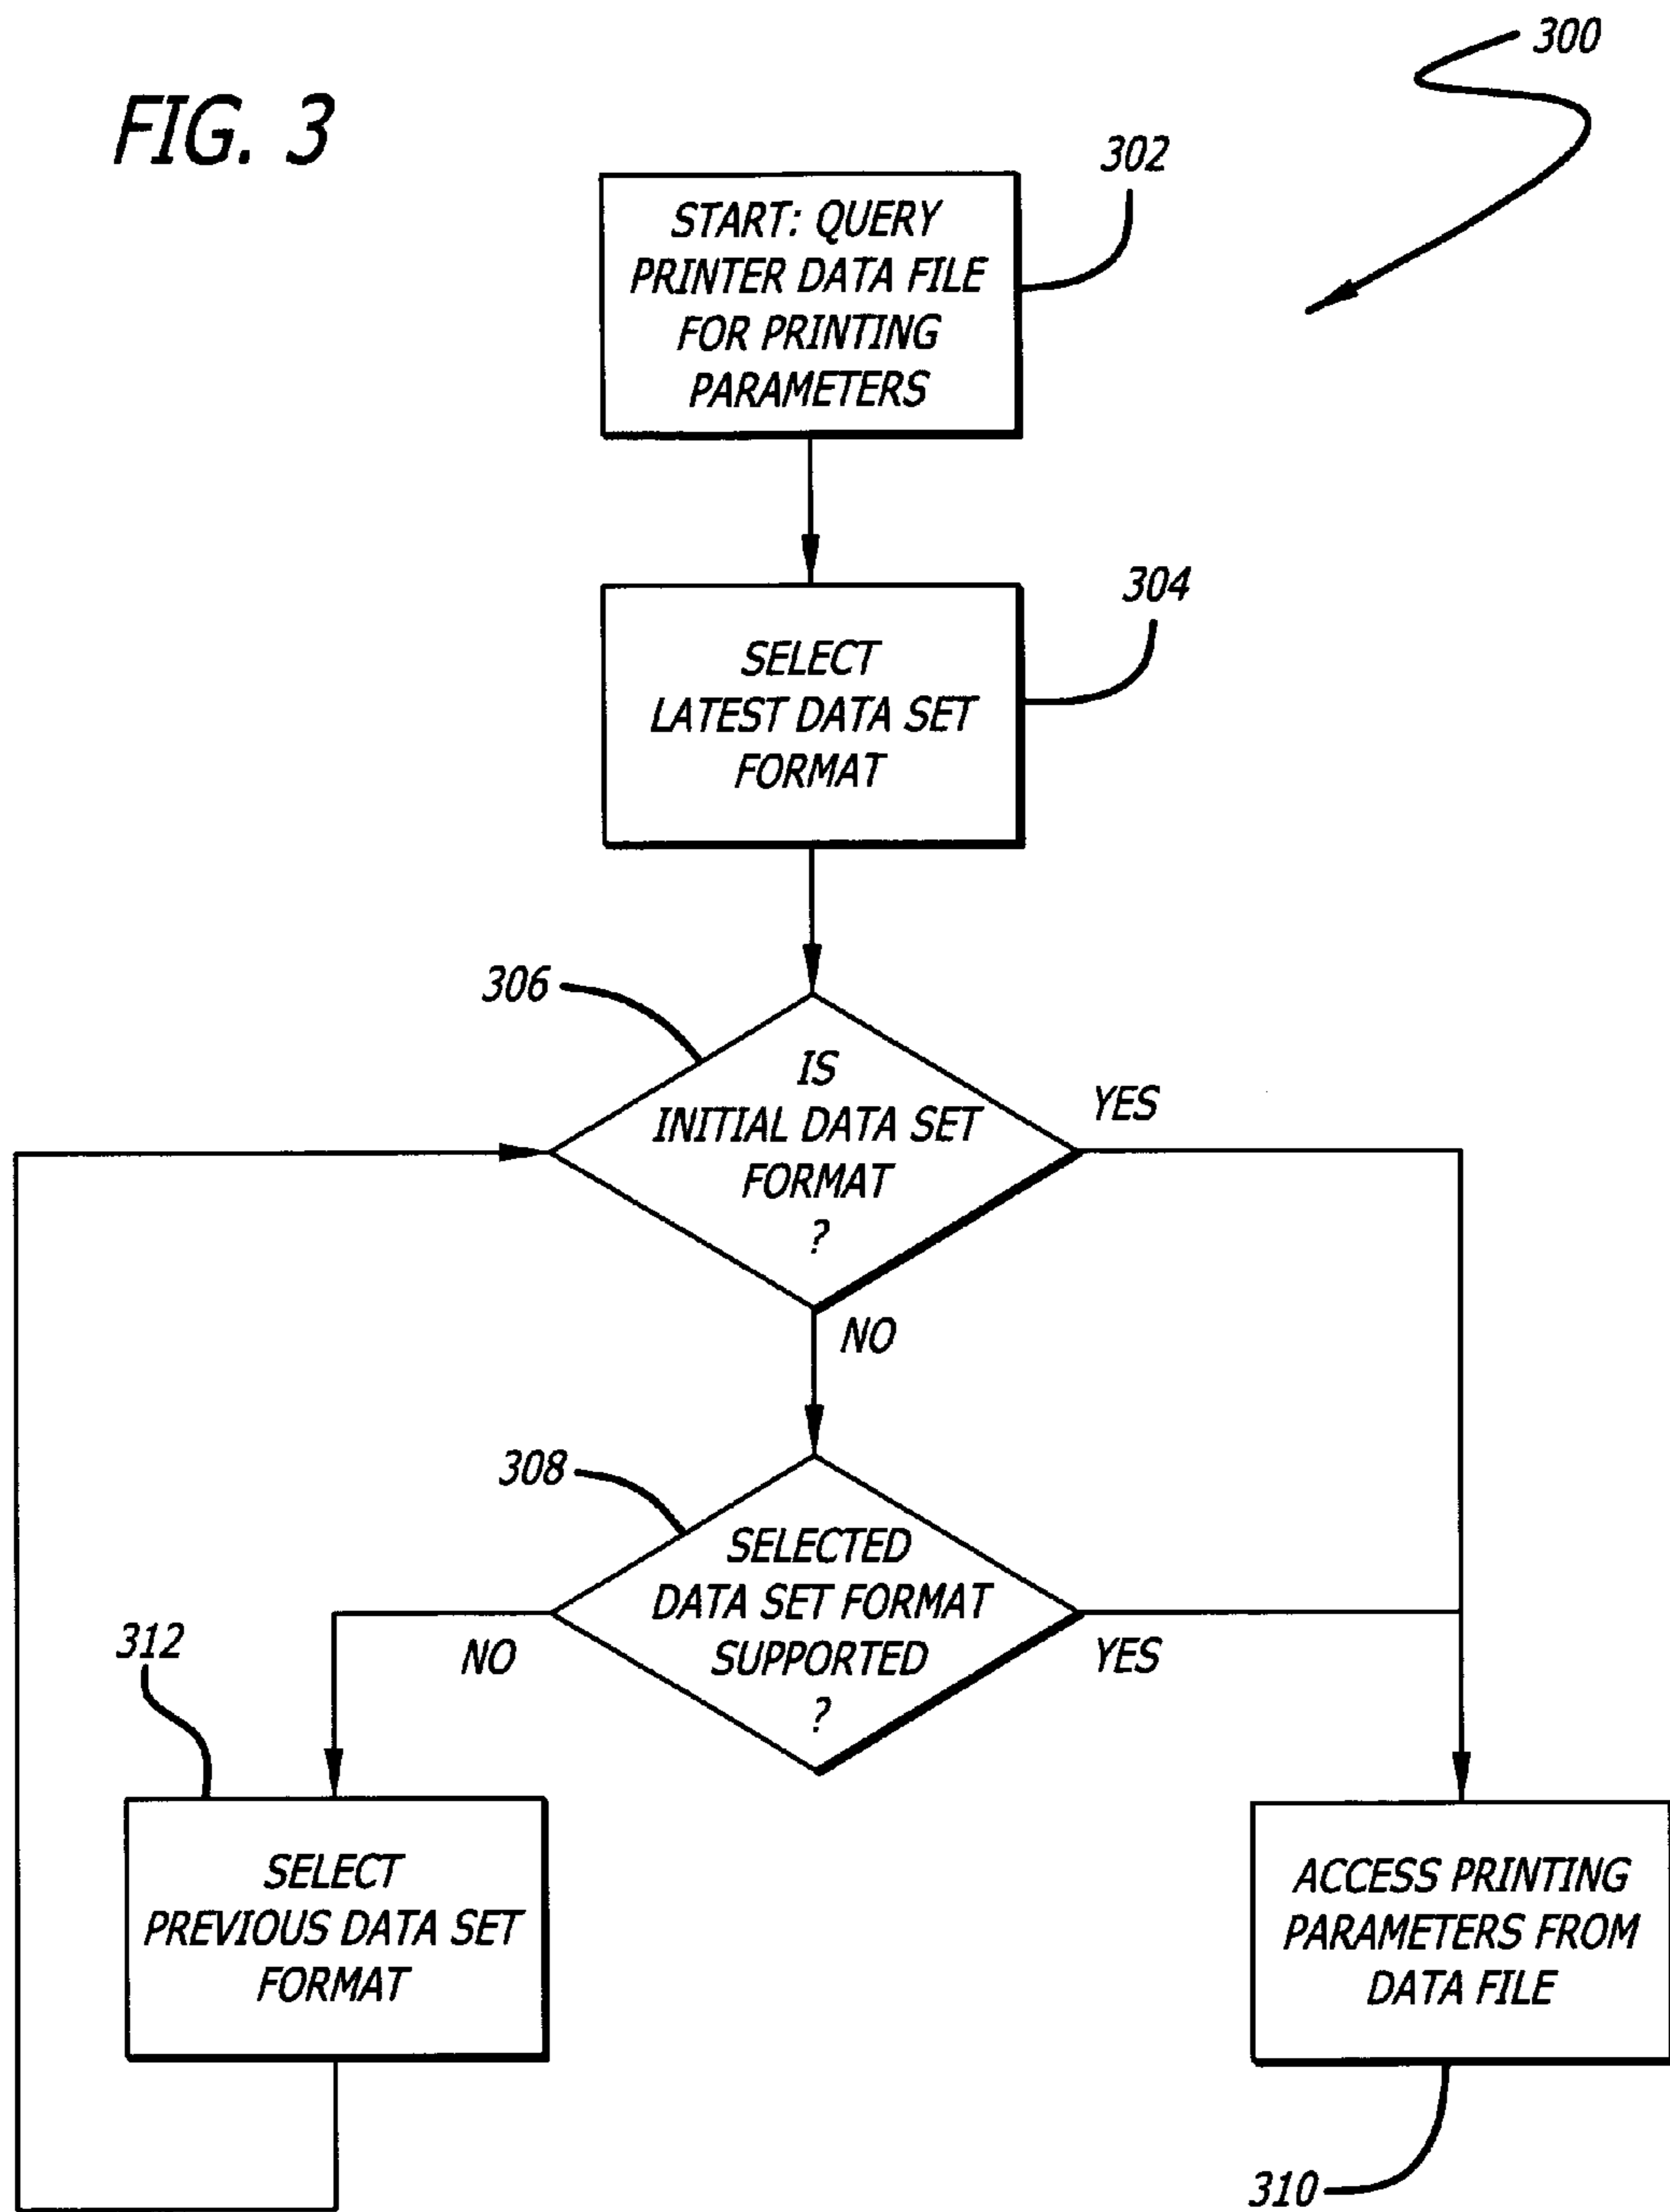 FIG. 3
300
302
START: QUERY
PRINTER DATA FILE
FOR PRINTING
PARAMETERS
304
SELECT
LATEST DATA SET
FORMAT
306
IS
INITIAL DATA SET
FORMAT
?
YES
NO
308
SELECTED
DATA SET FORMAT
SUPPORTED
?
NO
YES
312
SELECT
PREVIOUS DATA SET
FORMAT
ACCESS PRINTING
PARAMETERS FROM
DATA FILE
310